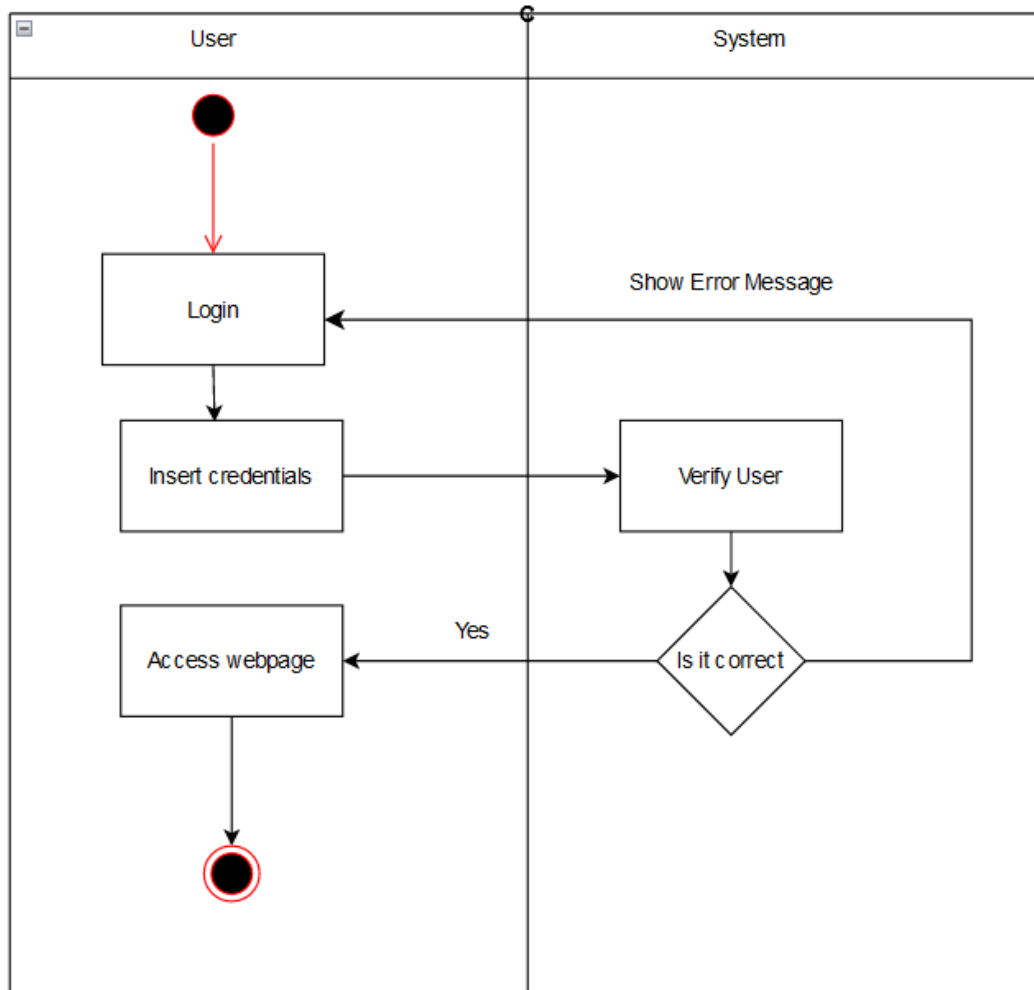 User
System
Login
Show Error Message
Insert credentials
Verify User
Access webpage
Yes
Is it correct